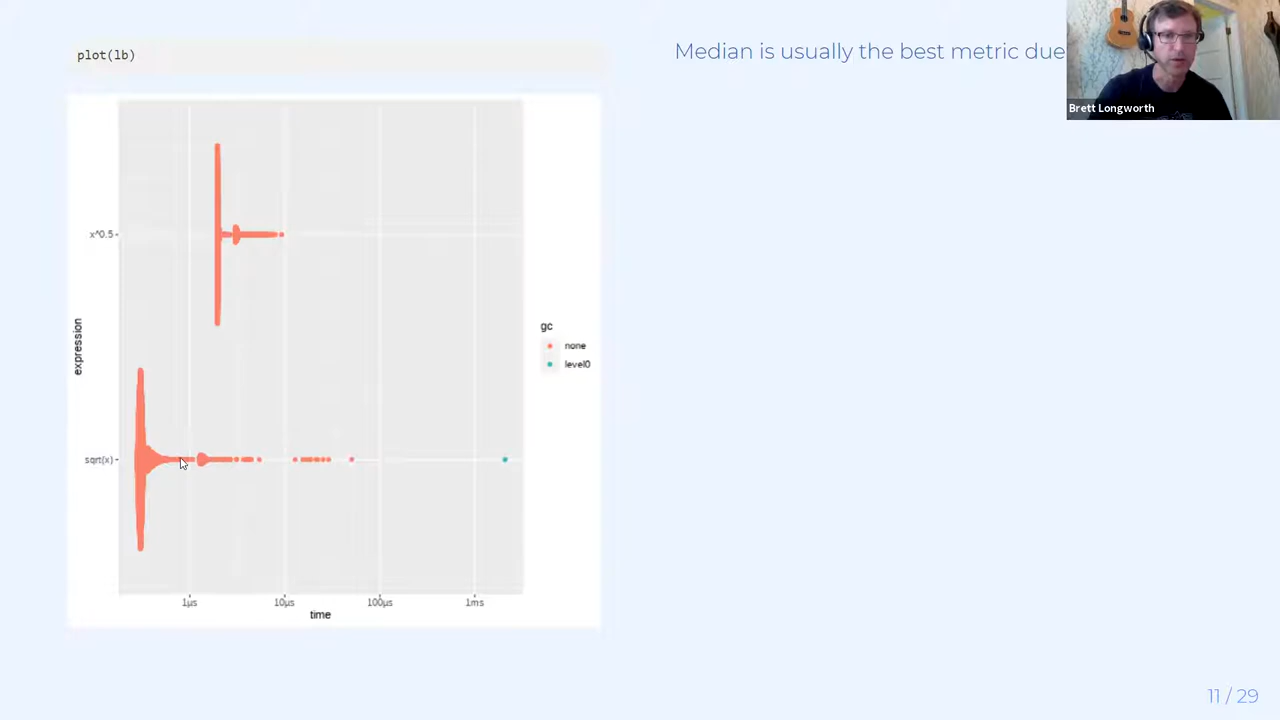 plot(lb)
Median is usually the best metric due
Brett Longworth
x^0.5
expression
sqrt(x)
gc
none
level0
1µs
10µs
100µs
1ms
time
11 / 29